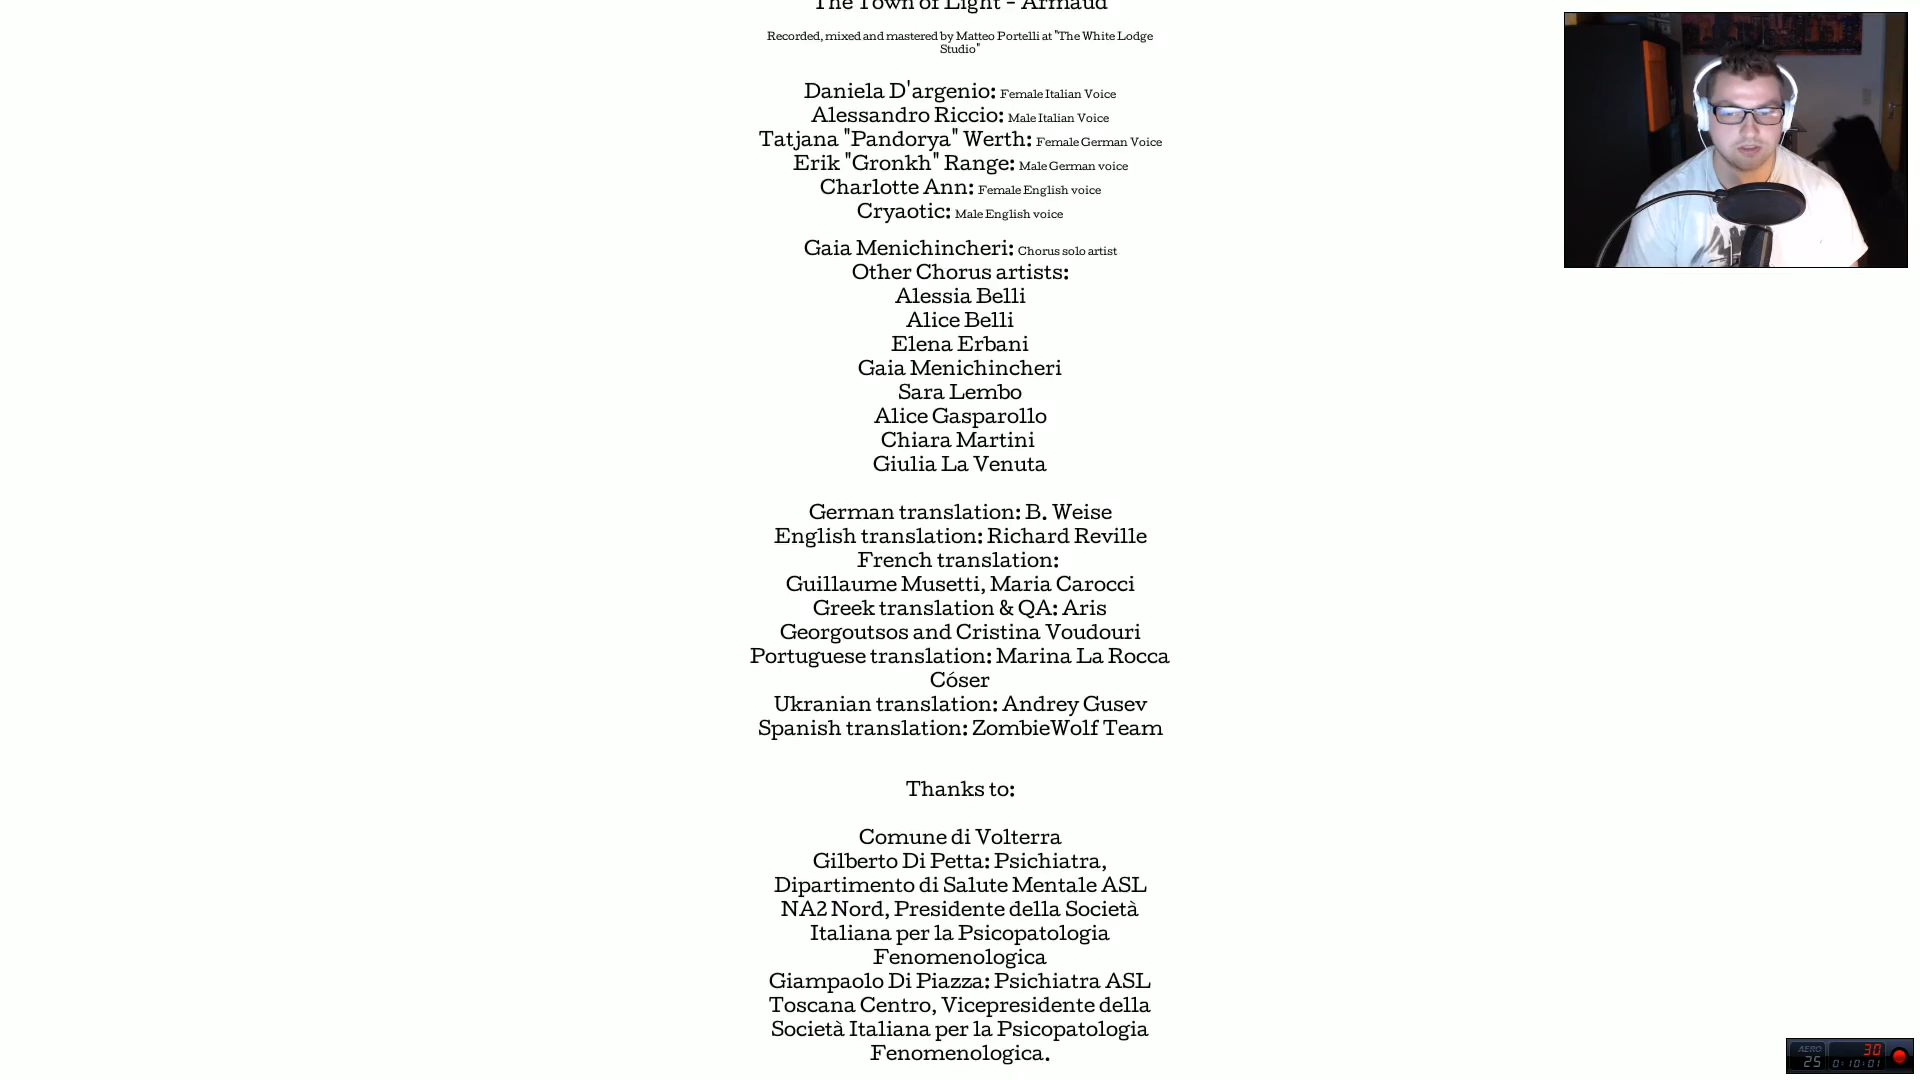 The Town of Light - Armaud
Recorded, mixed and mastered by Matteo Portelli at "The White Lodge
Studio"
Daniela D'argenio: Female Italian Voice
Alessandro Riccio: Male Italian Voice
Tatjana "Pandorya" Werth: Female German Voice
Erik "Gronkh" Range: Male German voice
Charlotte Ann: Female English voice
Cryaotic: Male English voice
Gaia Menichincheri: Chorus solo artist
Other Chorus artists:
Alessia Belli
Alice Belli
Elena Erbani
Gaia Menichincheri
Sara Lembo
Alice Gasparollo
Chiara Martini
Giulia La Venuta
German translation: B. Weise
English translation: Richard Reville
French translation:
Guillaume Musetti, Maria Carocci
Greek translation & QA: Aris
Georgoutsos and Cristina Voudouri
Portuguese translation: Marina La Rocca
Cóser
Ukranian translation: Andrey Gusev
Spanish translation: ZombieWolf Team
Thanks to:
Comune di Volterra
Gilberto Di Petta: Psichiatra,
Dipartimento di Salute Mentale ASL
NA2 Nord, Presidente della Società
Italiana per la Psicopatologia
Fenomenologica
Giampaolo Di Piazza: Psichiatra ASL
Toscana Centro, Vicepresidente della
Società Italiana per la Psicopatologia
Fenomenologica.
AERO 30
25 0:10:01